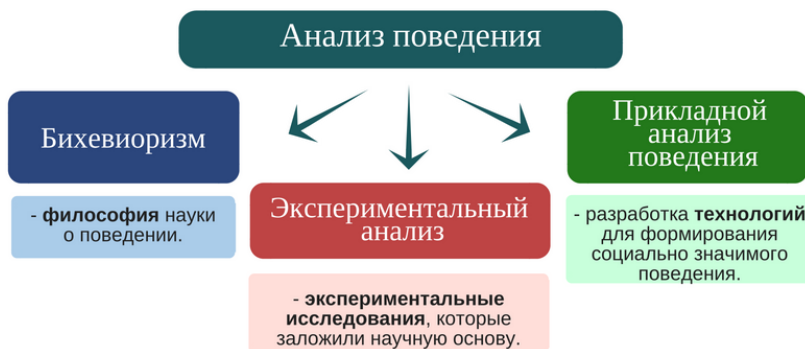 Анализ поведения
Бихевиоризм
- философия науки
о поведении.
Экспериментальный
анализ
- экспериментальные
исследования, которые
заложили научную основу.
Прикладной
анализ
поведения
- разработка технологий
для формирования
социально значимого
поведения.